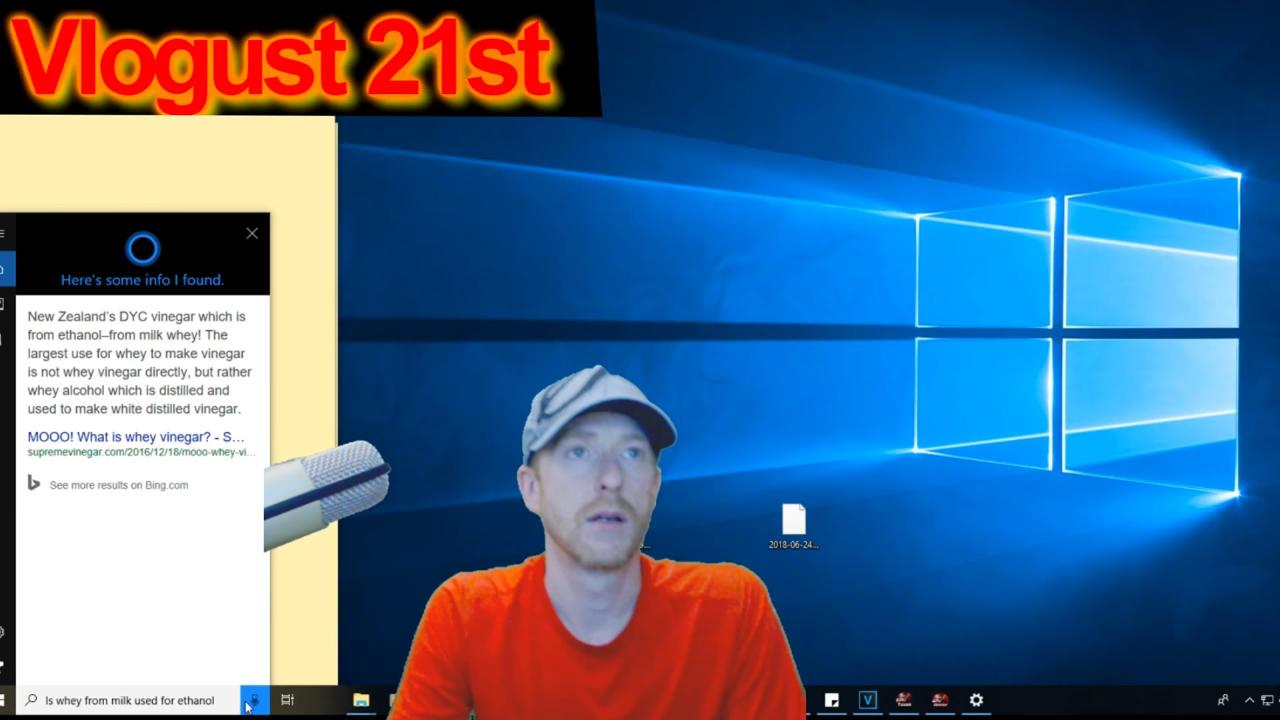 Vlogust 21st
Here's some info I found.
New Zealand's DYC vinegar which is
from ethanol–from milk whey! The
largest use for whey to make vinegar
is not whey vinegar directly, but rather
whey alcohol which is distilled and
used to make white distilled vinegar.
MOOO! What is whey vinegar? - S...
supremevinegar.com/2016/12/18/mooo-whey-vi...
See more results on Bing.com
2018-06-24...
Is whey from milk used for ethanol